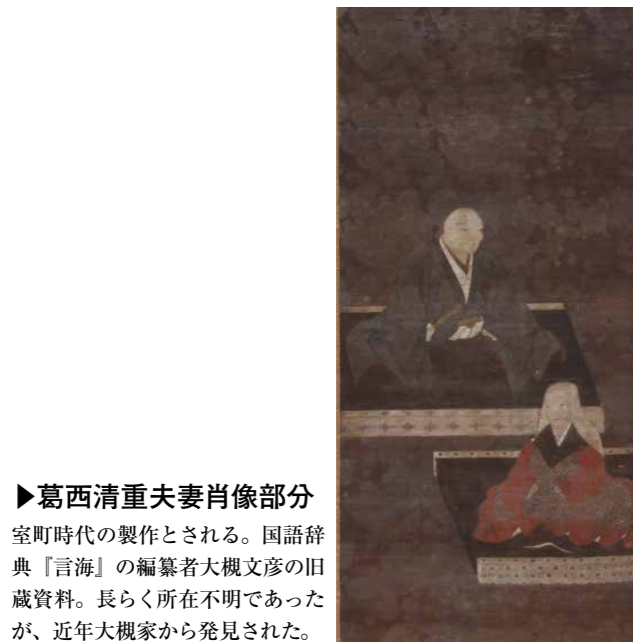 ▶葛西清重夫妻肖像部分
室町時代の製作とされる。国語辞
典『言海』の編纂者大槻文彦の旧
蔵資料。長らく所在不明であった
が、近年大槻家から発見された。